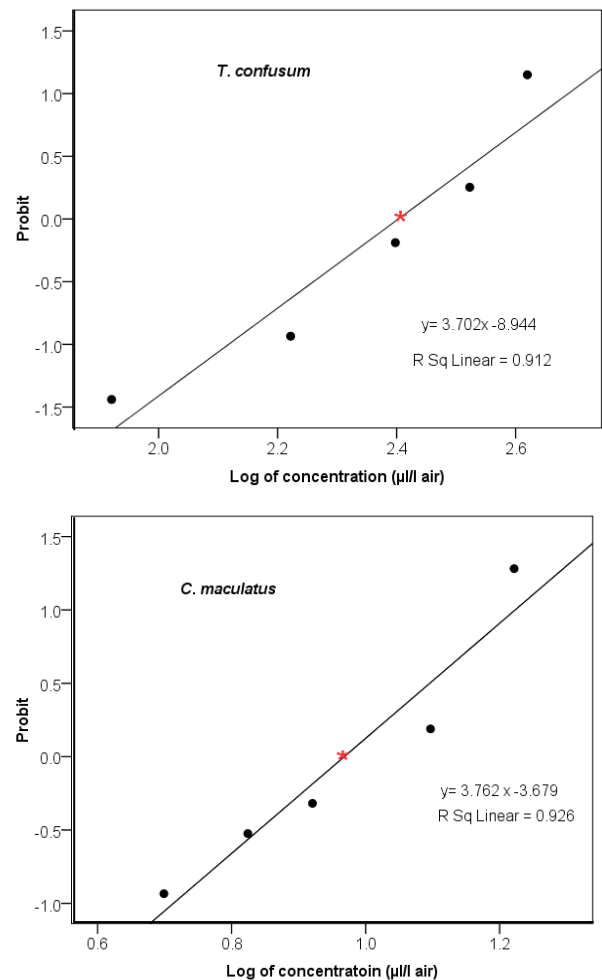 T. confusum
1.5
1.0
0.5
0.0
-0.5
-1.0
-1.5
Probit
*
y= 3.702x -8.944
R Sq Linear = 0.912
2.0 2.2 2.4 2.6
Log of concentration (µl/l air)
C. maculatus
1.5
1.0
0.5
0.0
-0.5
-1.0
Probit
*
y= 3.762 x -3.679
R Sq Linear = 0.926
0.6 0.8 1.0 1.2
Log of concentratoin (µl/l air)